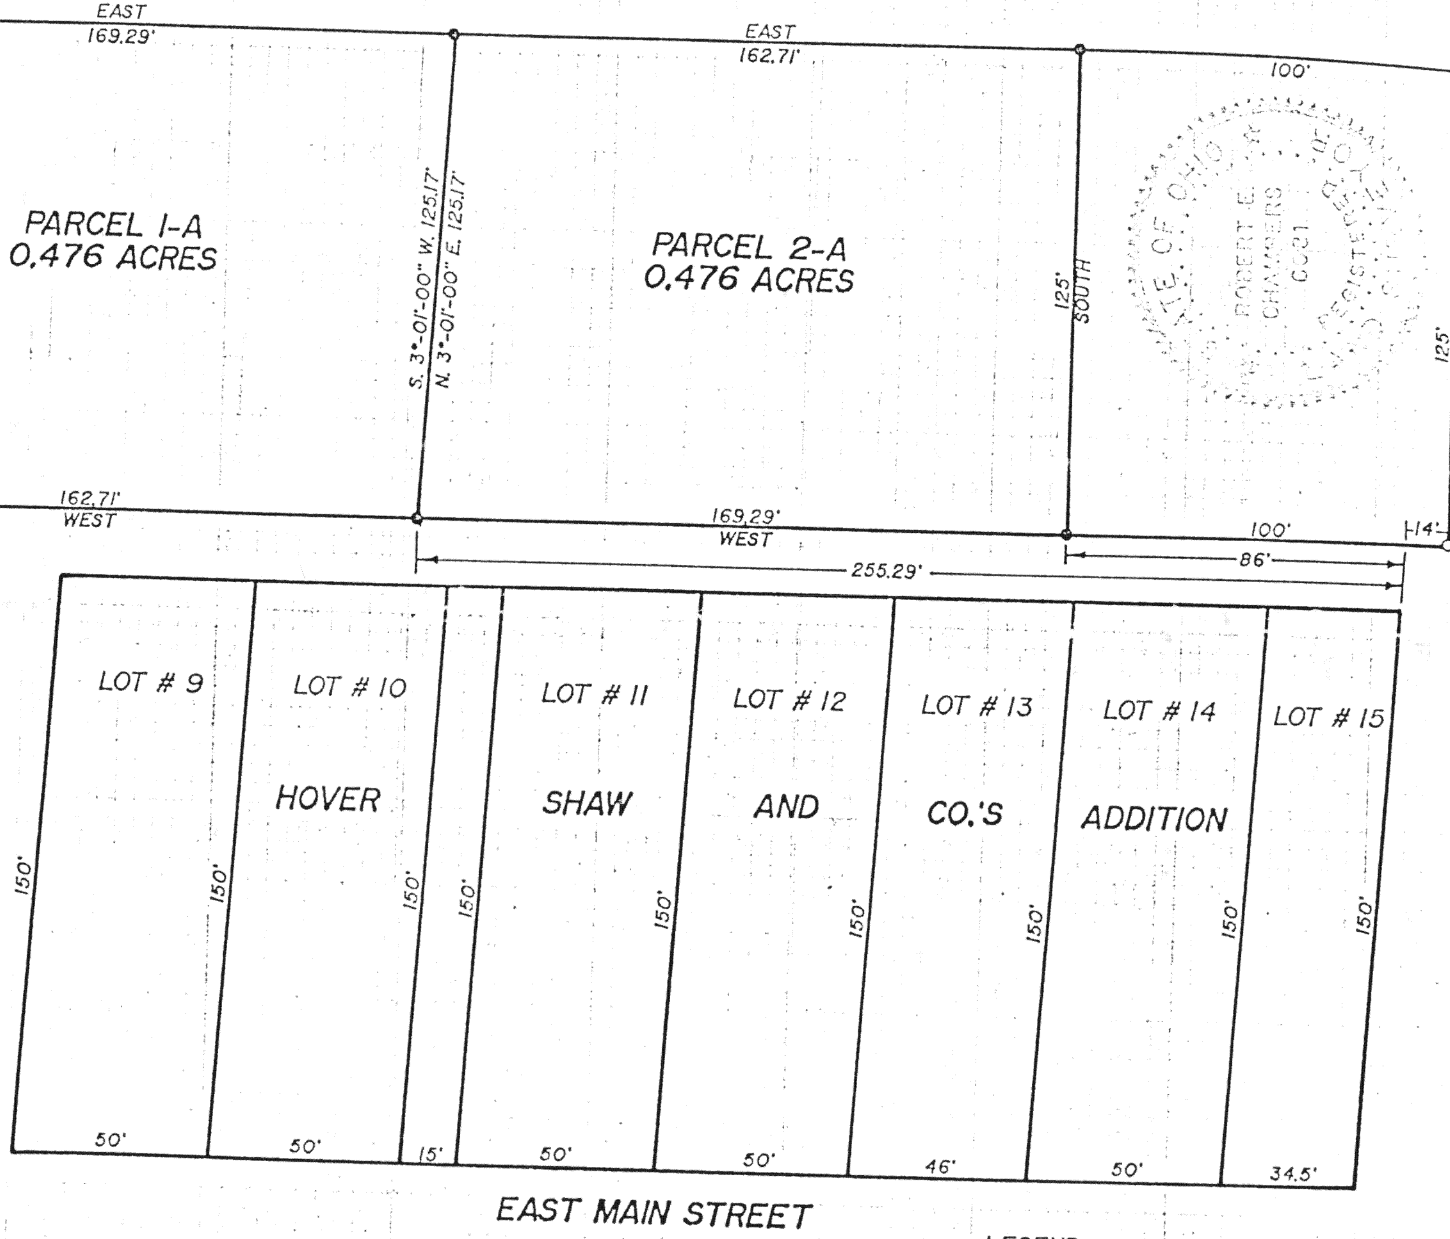 EAST
169.29'
EAST
162.71'
100'
PARCEL 1-A
0.476 ACRES
S. 3°-01'-00" W. 125.17'
N. 3°-01'-00" E. 125.17'
PARCEL 2-A
0.476 ACRES
125'
SOUTH
STATE OF OHIO
ROBERT E.
CHAMBERS
REGISTERED
125'
162.71'
WEST
169.29'
WEST
100'
14'
86'
255.29'
LOT # 9
LOT # 10
LOT # 11
LOT # 12
LOT # 13
LOT # 14
LOT # 15
HOVER
SHAW
AND
CO.'S
ADDITION
150'
150'
150'
150'
150'
150'
150'
150'
150'
50'
50'
15'
50'
50'
46'
50'
34.5'
EAST MAIN STREET